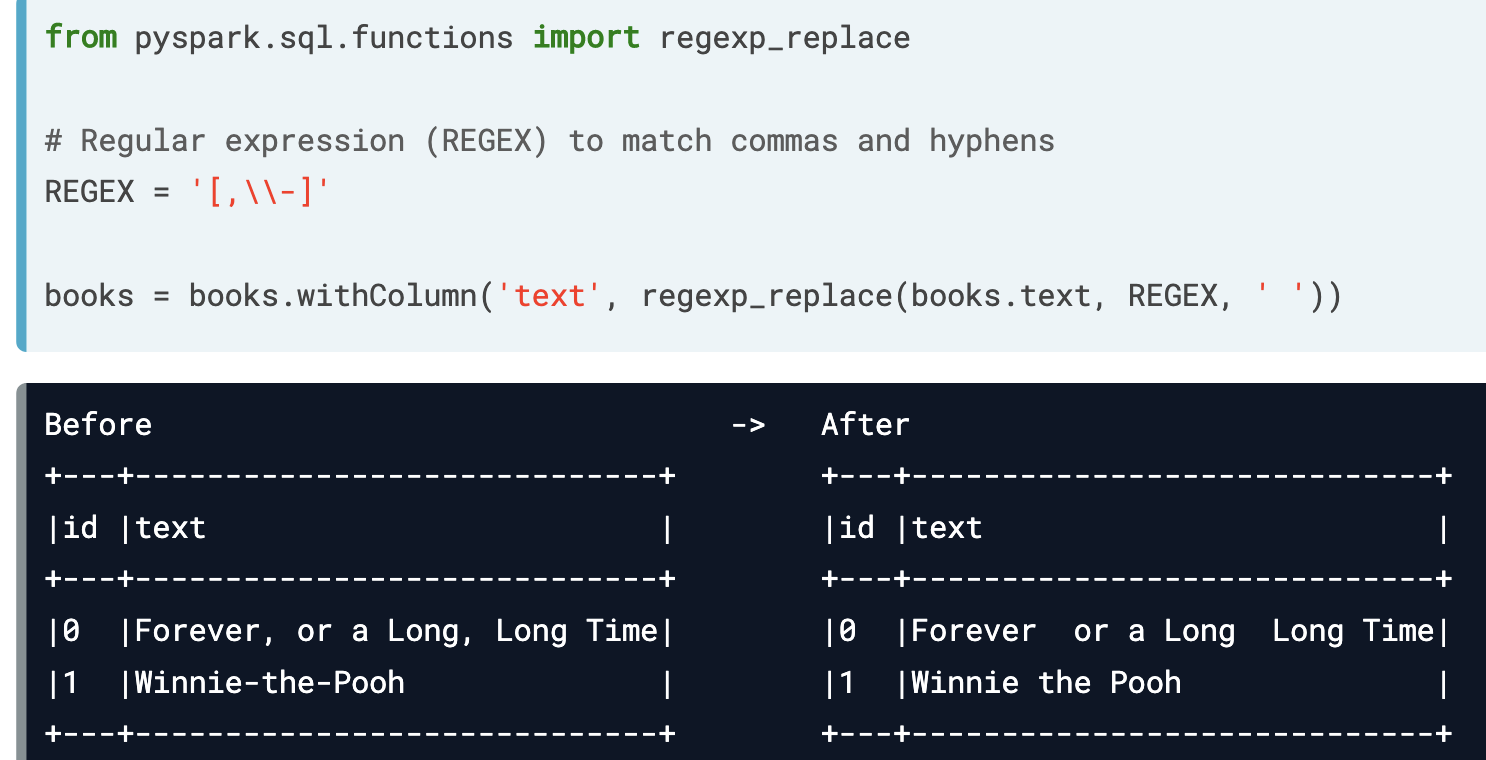 from pyspark.sql.functions import regexp_replace
# Regular expression (REGEX) to match commas and hyphens
REGEX = '[,\\-]'
books = books.withColumn('text', regexp_replace(books.text, REGEX, ' '))
Before                                ->   After
+---+-----------------------------+        +---+-----------------------------+
|id |text                         |        |id |text                         |
+---+-----------------------------+        +---+-----------------------------+
|0  |Forever, or a Long, Long Time|        |0  |Forever  or a Long  Long Time|
|1  |Winnie-the-Pooh              |        |1  |Winnie the Pooh              |
+---+-----------------------------+        +---+-----------------------------+